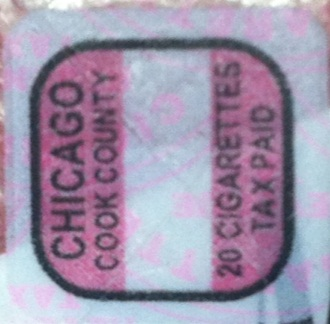 CHICAGO
COOK COUNTY
20 CIGARETTES
TAX PAID